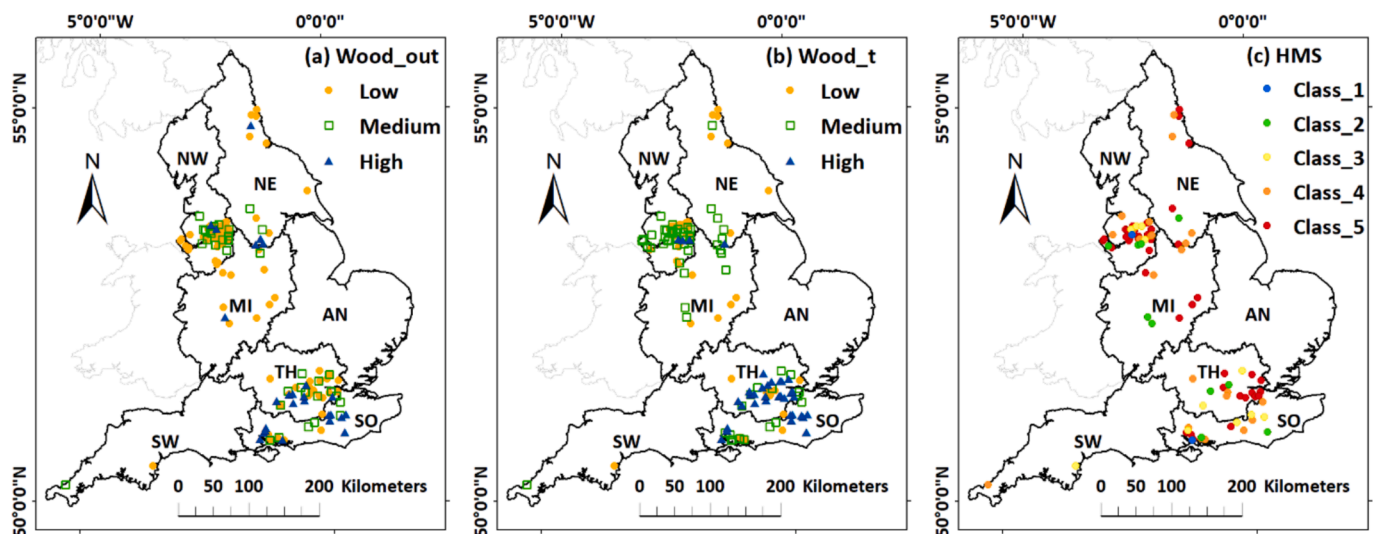 5°0'0"W 0°0'0" 5°0'0"W 0°0'0" 5°0'0"W 0°0'0"
(a) Wood_out
Low
Medium
High
55°0'0"N
50°0'0"N
N
NW
NE
MI
AN
TH
SO
SW
0 50 100 200 Kilometers
(b) Wood_t
Low
Medium
High
55°0'0"N
50°0'0"N
N
NW
NE
MI
AN
TH
SO
SW
0 50 100 200 Kilometers
(c) HMS
Class_1
Class_2
Class_3
Class_4
Class_5
55°0'0"N
50°0'0"N
N
NW
NE
MI
AN
TH
SO
SW
0 50 100 200 Kilometers